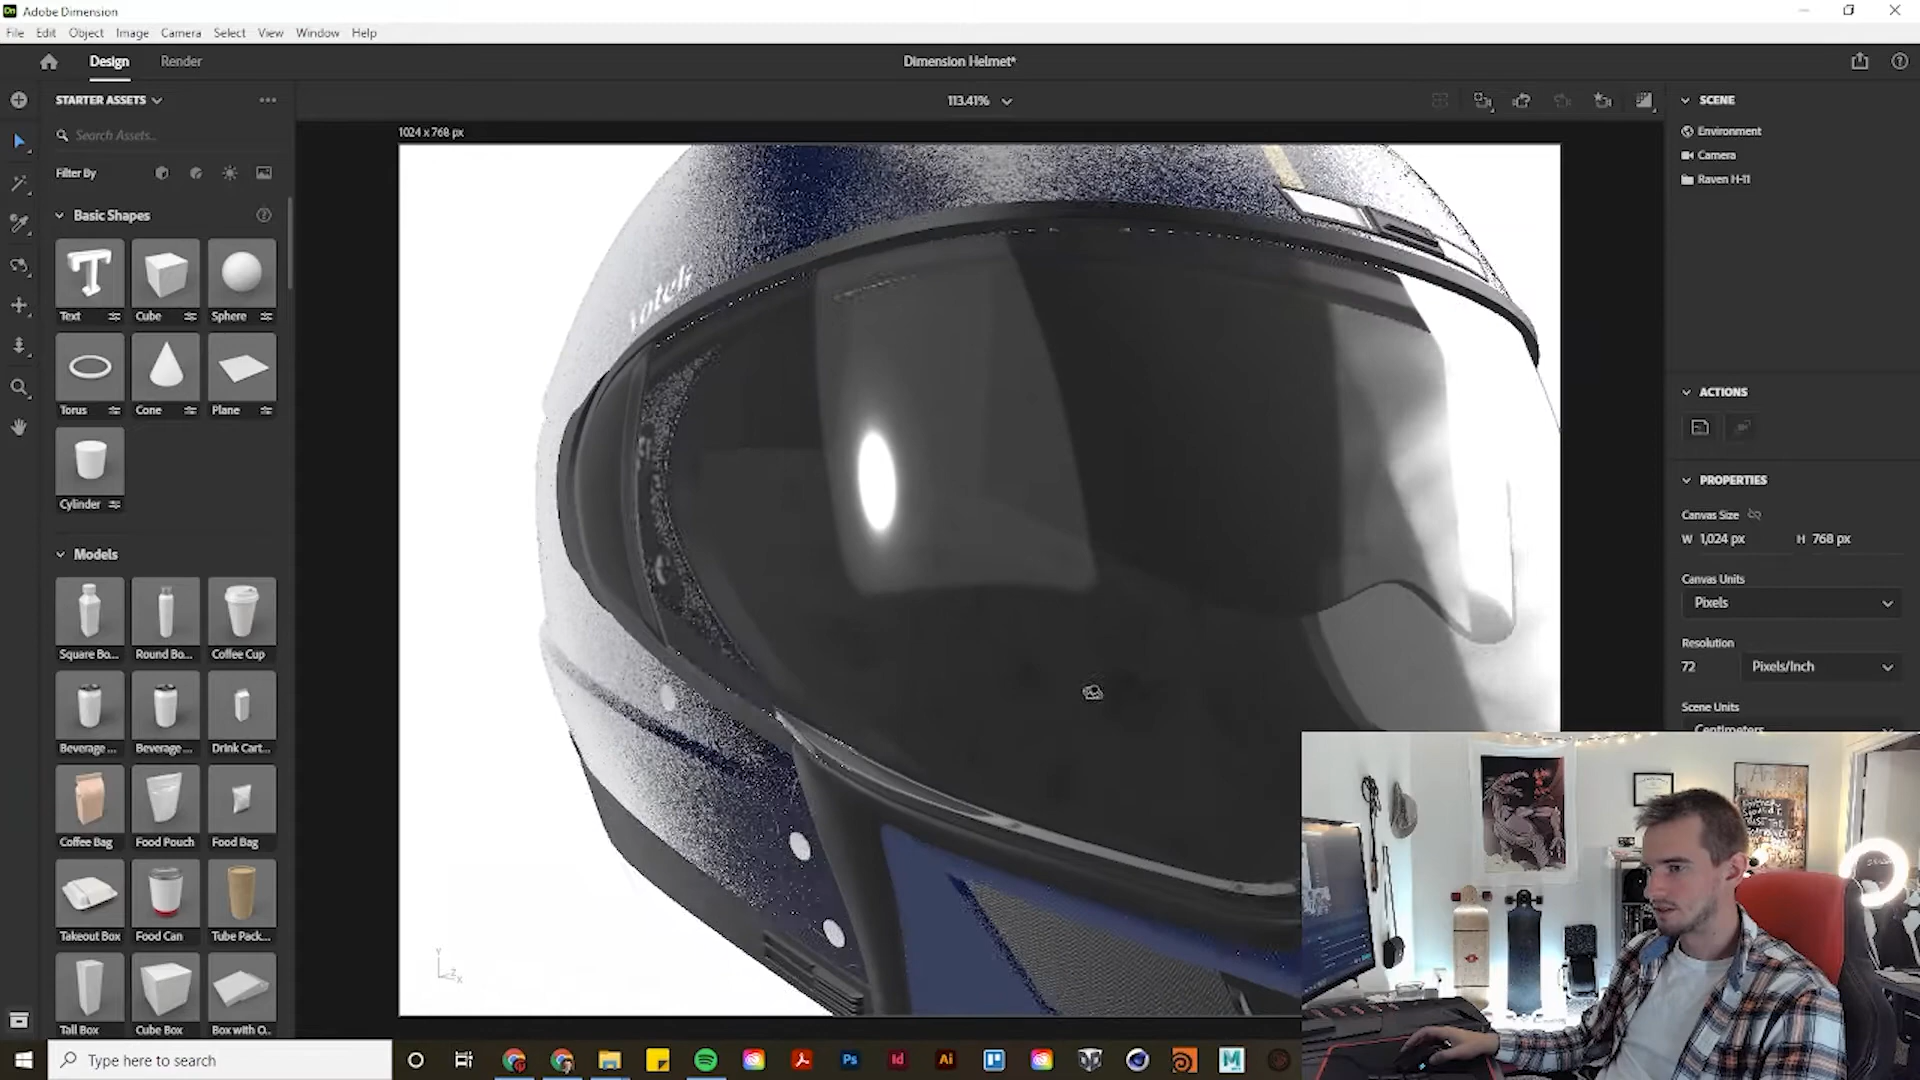 Adobe Dimension
File Edit Object Image Camera Select View Window Help
Design Render
Dimension Helmet*
STARTER ASSETS
113.41%
SCENE
Search Assets...
1024 x 768 px
Environment
Camera
Filter By
Raven H-11
Basic Shapes
Text Cube Sphere
ACTIONS
Torus Cone Plane
PROPERTIES
Cylinder
Canvas Size
W 1,024 px H 768 px
Models
Canvas Units
Pixels
Square Bo... Round Bo... Coffee Cup
Resolution
72 Pixels/Inch
Scene Units
Centimeters
Beverage ... Beverage ... Drink Cart...
Coffee Bag Food Pouch Food Bag
Takeout Box Food Can Tube Pack...
Tall Box Cube Box Box with O...
Type here to search
Ps Id Ai M